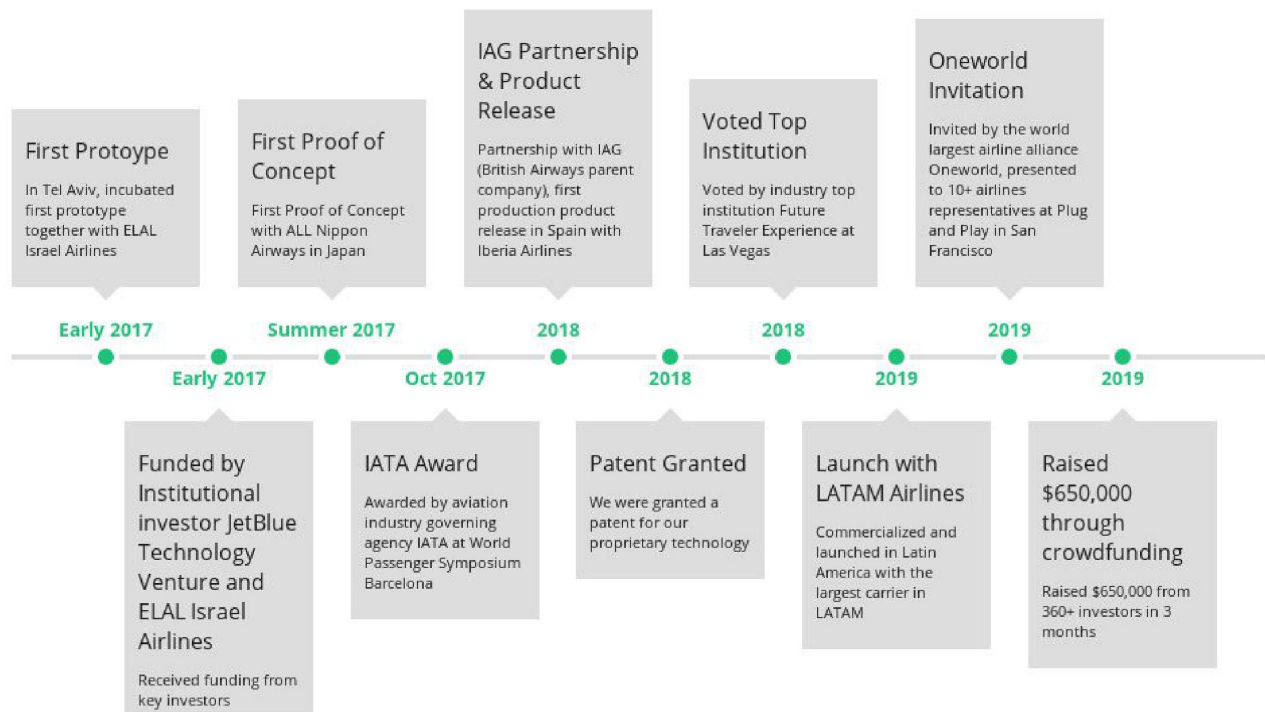 First Protoype
In Tel Aviv, incubated
first prototype
together with ELAL
Israel Airlines
Early 2017
Early 2017
Funded by
Institutional
investor JetBlue
Technology
Venture and
ELAL Israel
Airlines
Received funding from
key investors
First Proof of
Concept
First Proof of Concept
with ALL Nippon
Airways in Japan
Summer 2017
Oct 2017
IATA Award
Awarded by aviation
industry governing
agency IATA at World
Passenger Symposium
Barcelona
IAG Partnership
& Product
Release
Partnership with IAG
(British Airways parent
company), first
production product
release in Spain with
Iberia Airlines
2018
2018
Patent Granted
We were granted a
patent for our
proprietary technology
Voted Top
Institution
Voted by industry top
institution Future
Traveler Experience at
Las Vegas
2018
2019
Launch with
LATAM Airlines
Commercialized and
launched in Latin
America with the
largest carrier in
LATAM
Oneworld
Invitation
Invited by the world
largest airline alliance
Oneworld, presented
to 10+ airlines
representatives at Plug
and Play in San
Francisco
2019
2019
Raised
$650,000
through
crowdfunding
Raised $650,000 from
360+ investors in 3
months